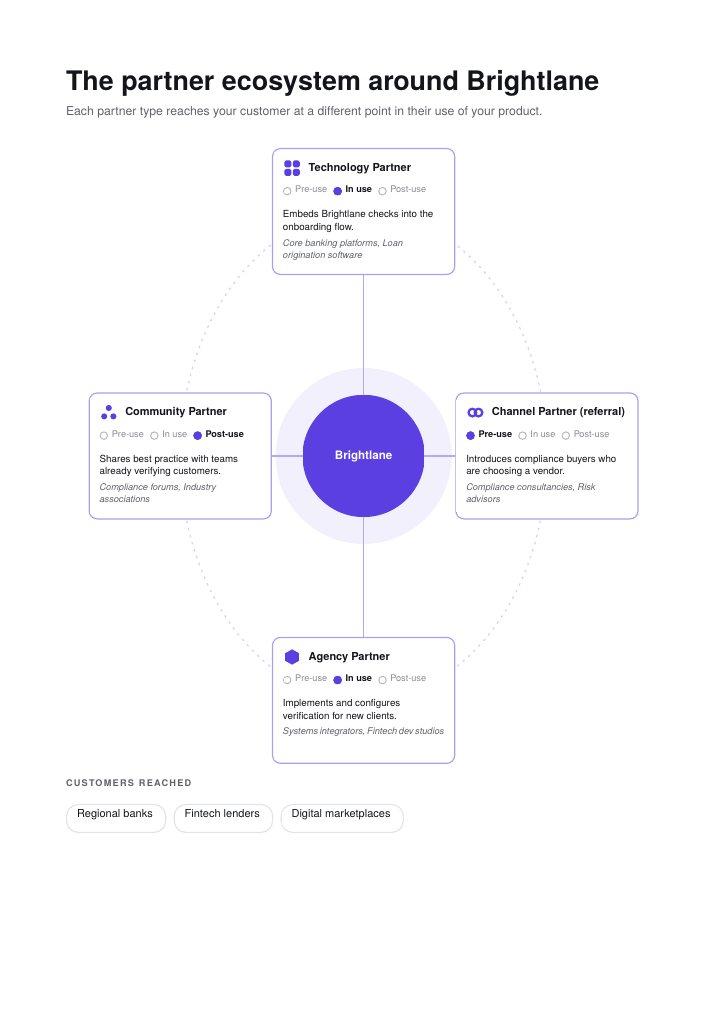 The partner ecosystem around Brightlane
Each partner type reaches your customer at a different point in their use of your product.
Technology Partner
Pre-use In use Post-use
Embeds Brightlane checks into the
onboarding flow.
Core banking platforms, Loan
origination software
Community Partner
Pre-use In use Post-use
Shares best practice with teams
already verifying customers.
Compliance forums, Industry
associations
Brightlane
Channel Partner (referral)
Pre-use In use Post-use
Introduces compliance buyers who
are choosing a vendor.
Compliance consultancies, Risk
advisors
Agency Partner
Pre-use In use Post-use
Implements and configures
verification for new clients.
Systems integrators, Fintech dev studios
CUSTOMERS REACHED
Regional banks
Fintech lenders
Digital marketplaces